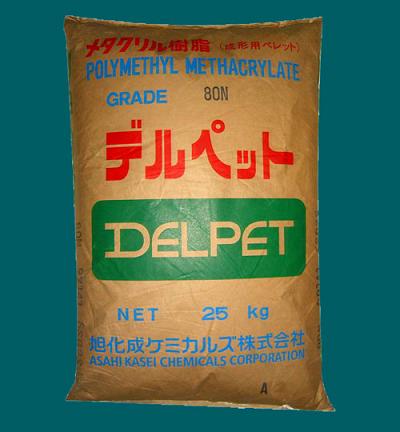 メタクリル樹脂(成形用ペレット)
POLYMETHYL METHACRYLATE
GRADE 80N
デルペット
DELPET
NET 25 kg
旭化成ケミカルズ株式会社
ASAHI KASEI CHEMICALS CORPORATION
A